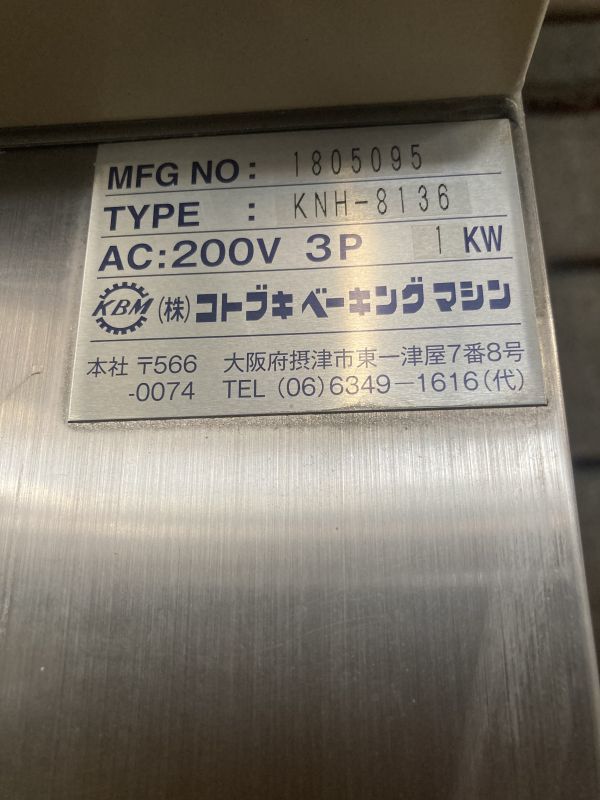 MFG NO: 1805095
TYPE : KNH-8136
AC:200V 3P 1 KW
KBM (株)コトブキベーキングマシン
本社 〒566 大阪府摂津市東一津屋7番8号
-0074 TEL (06)6349-1616(代)